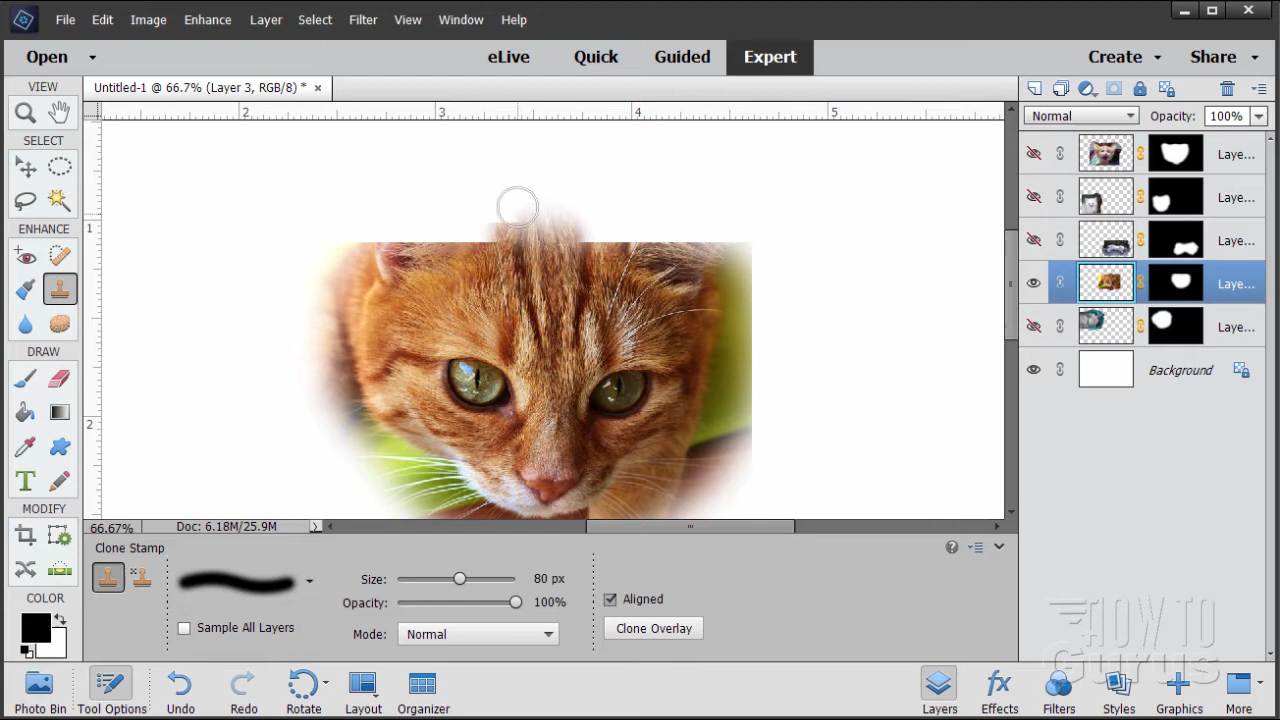 File Edit Image Enhance Layer Select Filter View Window Help
Open eLive Quick Guided Expert Create Share
VIEW Untitled-1 @ 66.7% (Layer 3, RGB/8) * ×
2 3 4 5
Normal Opacity: 100%
SELECT
Laye...
Laye...
1
ENHANCE
Laye...
Laye...
Laye...
DRAW
Background
2
MODIFY
66.67% Doc: 6.18M/25.9M
Clone Stamp
Size: 80 px
COLOR
Opacity: 100% Aligned
Sample All Layers Mode: Normal Clone Overlay
HOW TO
Gurus
Photo Bin Tool Options Undo Redo Rotate Layout Organizer Layers Effects Filters Styles Graphics More